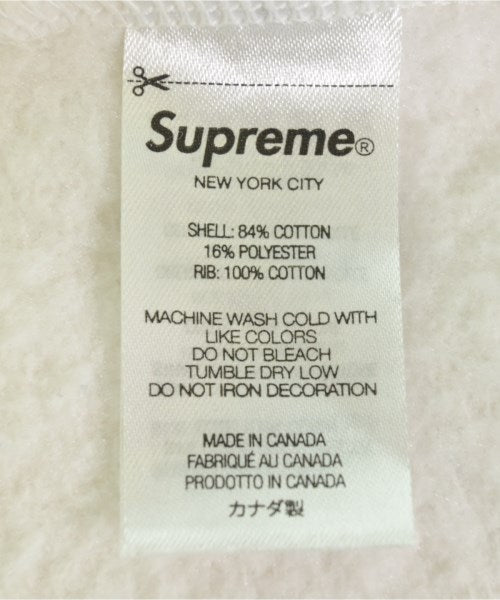 Supreme®
NEW YORK CITY
SHELL: 84% COTTON
16% POLYESTER
RIB: 100% COTTON
MACHINE WASH COLD WITH
LIKE COLORS
DO NOT BLEACH
TUMBLE DRY LOW
DO NOT IRON DECORATION
MADE IN CANADA
FABRIQUÉ AU CANADA
PRODOTTO IN CANADA
カナダ製